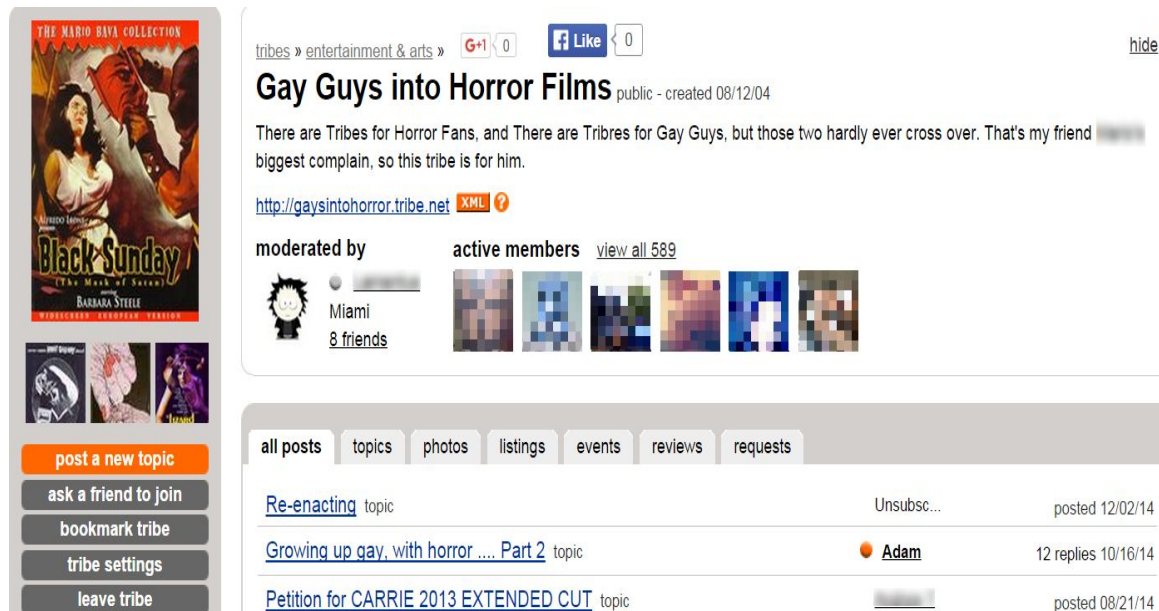 THE MARIO BAVA COLLECTION
Black Sunday
(The Mask of Satan)
starring
BARBARA STEELE
WIDESCREEN EUROPEAN VERSION
post a new topic
ask a friend to join
bookmark tribe
tribe settings
leave tribe
tribes » entertainment & arts » G+1 0 Like 0
hide
Gay Guys into Horror Films public - created 08/12/04
There are Tribes for Horror Fans, and There are Tribres for Gay Guys, but those two hardly ever cross over. That's my friend
biggest complain, so this tribe is for him.
http://gaysintohorror.tribe.net XML ?
moderated by
Miami
8 friends
active members view all 589
all posts topics photos listings events reviews requests
Re-enacting topic Unsubsc... posted 12/02/14
Growing up gay, with horror .... Part 2 topic Adam 12 replies 10/16/14
Petition for CARRIE 2013 EXTENDED CUT topic posted 08/21/14